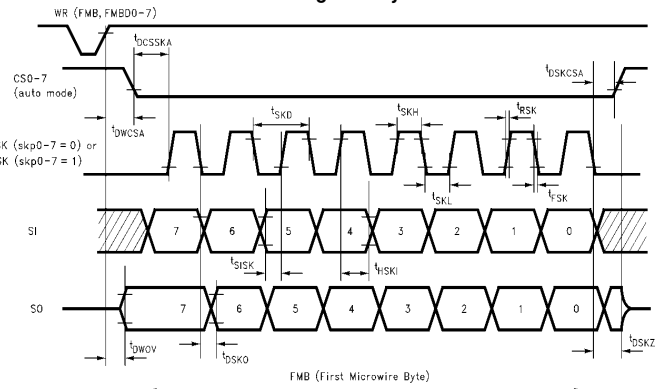 WR (FMB, FMBD0-7)
tDCSSKA
CS0-7
(auto mode)
tDSKCSA
tDWCSA
tSKD
tSKH
tRSK
SK (skp0-7 = 0) or
SK (skp0-7 = 1)
tSKL
tFSK
SI
7 6 5 4 3 2 1 0
tSISK
tHSKI
SO
7 6 5 4 3 2 1 0
tDWOV
tDSKO
tDSKZ
FMB (First Microwire Byte)